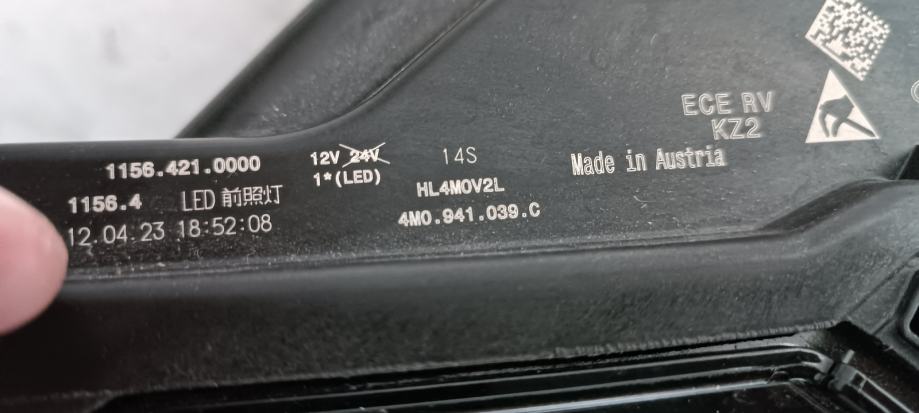 1156.421.0000
1156.4 LED 前照灯
12.04.23 18:52:08
12V 24V
1*(LED)
14S
HL4MOV2L
4M0.941.039.C
ECE RV
KZ2
Made in Austria